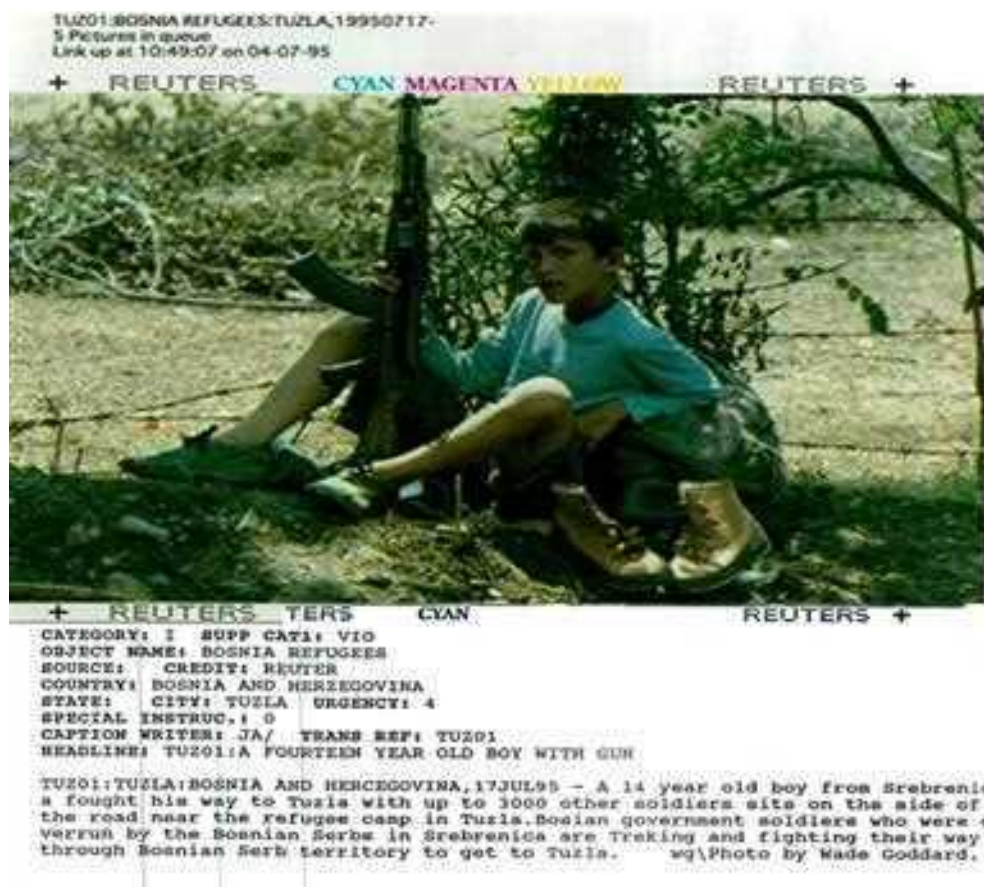 TUZ01:BOSNIA REFUGEES:TUZLA,19950717-
5 Pictures in queue
Link up at 10:49:07 on 04-07-95
+ REUTERS CYAN MAGENTA YELLOW REUTERS +
+ REUTERS TERS CYAN REUTERS +
CATEGORY: I SUPP CAT1: VIO
OBJECT NAME: BOSNIA REFUGEES
SOURCE: CREDIT: REUTER
COUNTRY: BOSNIA AND HERZEGOVINA
STATE: CITY: TUZLA URGENCY: 4
SPECIAL INSTRUC.: 0
CAPTION WRITER: JA/ TRANS REF: TUZ01
HEADLINE: TUZ01:A FOURTEEN YEAR OLD BOY WITH GUN
TUZ01:TUZLA:BOSNIA AND HERCEGOVINA,17JUL95 - A 14 year old boy from Srebrenic
a fought his way to Tuzla with up to 3000 other soldiers sits on the side of
the road near the refugee camp in Tuzla.Bosian government soldiers who were o
verrun by the Bosnian Serbs in Srebrenica are Treking and fighting their way
through Bosnian Serb territory to get to Tuzla. wg\Photo by Wade Goddard.